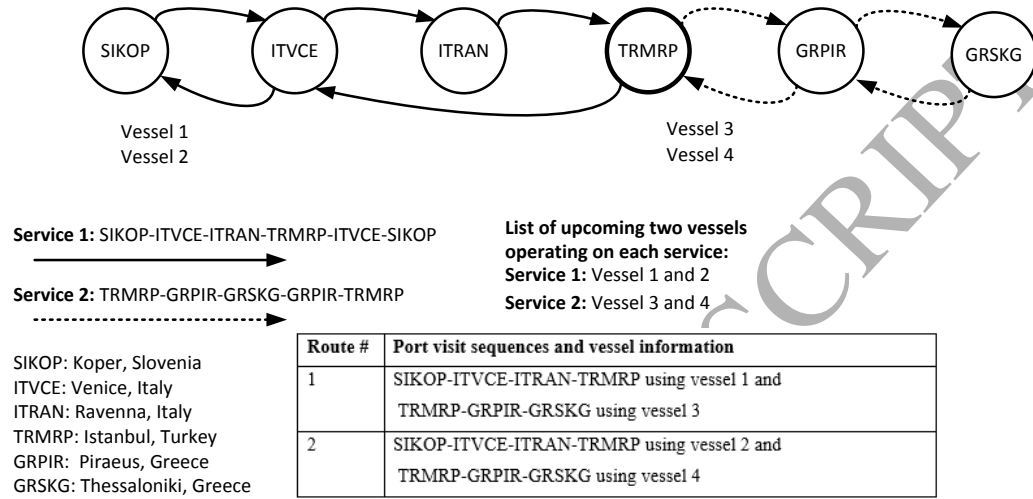 SIKOP
ITVCE
ITRAN
TRMRP
GRPIR
GRSKG
Vessel 1
Vessel 2
Vessel 3
Vessel 4
Service 1: SIKOP-ITVCE-ITRAN-TRMRP-ITVCE-SIKOP
Service 2: TRMRP-GRPIR-GRSKG-GRPIR-TRMRP
List of upcoming two vessels
operating on each service:
Service 1: Vessel 1 and 2
Service 2: Vessel 3 and 4
SIKOP: Koper, Slovenia
ITVCE: Venice, Italy
ITRAN: Ravenna, Italy
TRMRP: Istanbul, Turkey
GRPIR: Piraeus, Greece
GRSKG: Thessaloniki, Greece
Route # Port visit sequences and vessel information
1 SIKOP-ITVCE-ITRAN-TRMRP using vessel 1 and
TRMRP-GRPIR-GRSKG using vessel 3
2 SIKOP-ITVCE-ITRAN-TRMRP using vessel 2 and
TRMRP-GRPIR-GRSKG using vessel 4
CCRIPT